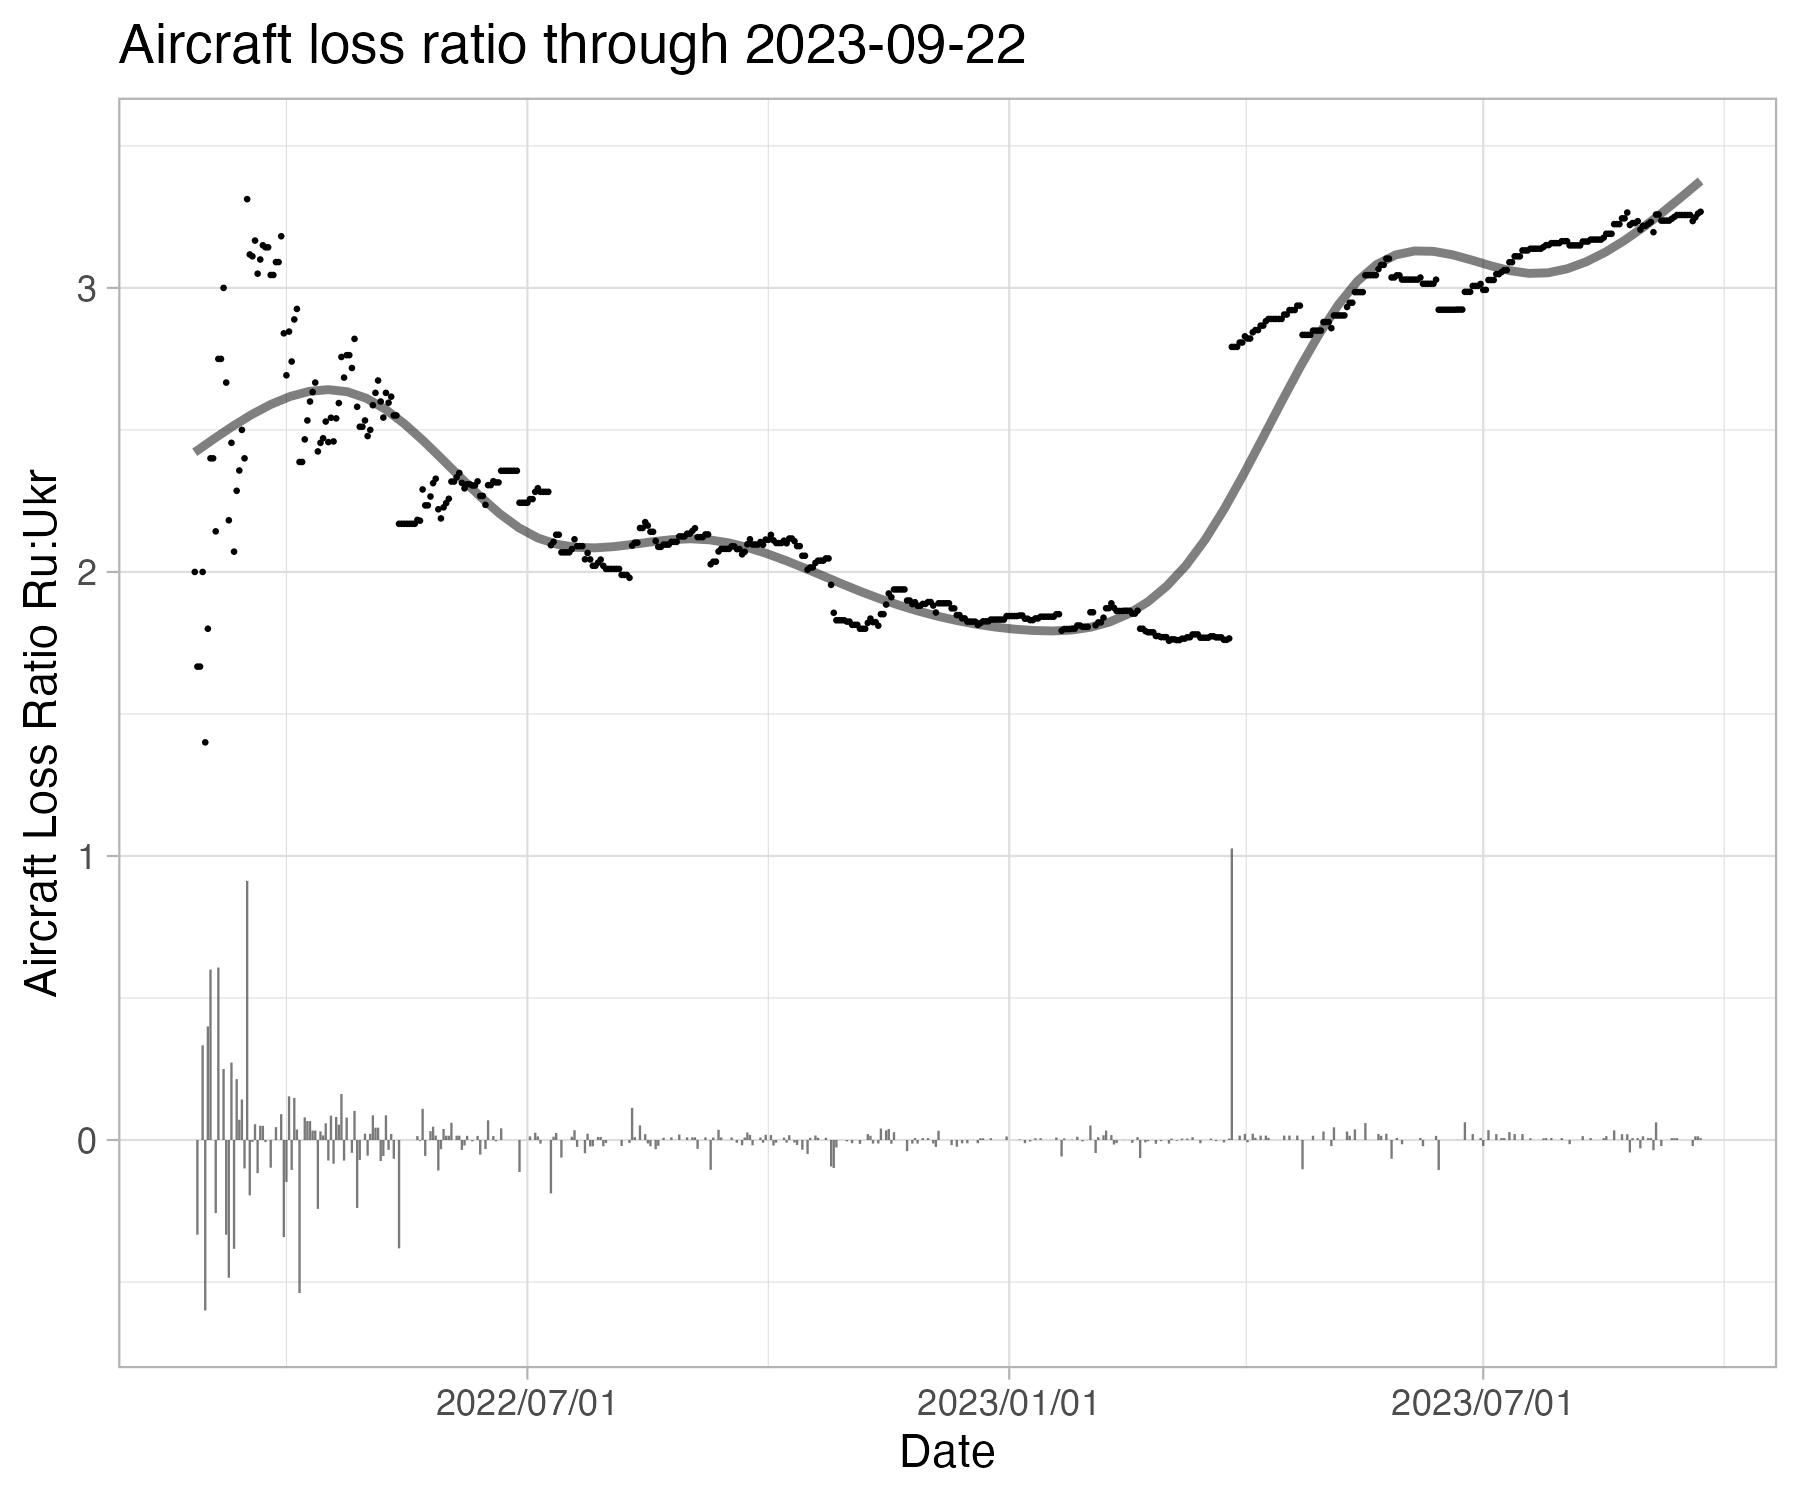 Aircraft loss ratio through 2023-09-22
Aircraft Loss Ratio Ru:Ukr
3
2
1
0
2022/07/01
2023/01/01
2023/07/01
Date